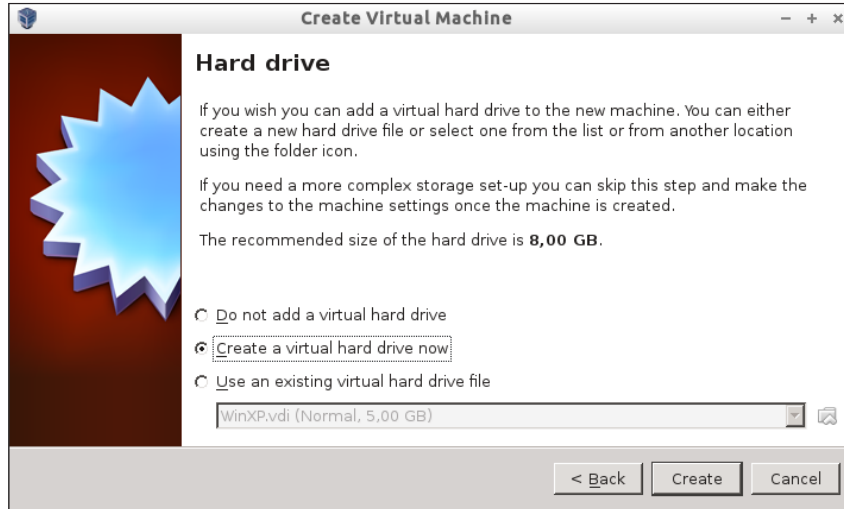 Create Virtual Machine
Hard drive
If you wish you can add a virtual hard drive to the new machine. You can either
create a new hard drive file or select one from the list or from another location
using the folder icon.
If you need a more complex storage set-up you can skip this step and make the
changes to the machine settings once the machine is created.
The recommended size of the hard drive is 8,00 GB.
Do not add a virtual hard drive
Create a virtual hard drive now
Use an existing virtual hard drive file
WinXP.vdi (Normal, 5,00 GB)
< Back
Create
Cancel